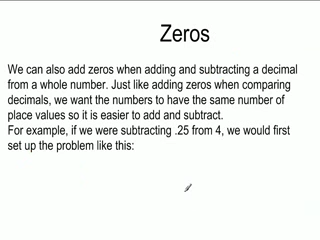 Zeros
We can also add zeros when adding and subtracting a decimal
from a whole number. Just like adding zeros when comparing
decimals, we want the numbers to have the same number of
place values so it is easier to add and subtract.
For example, if we were subtracting .25 from 4, we would first
set up the problem like this: